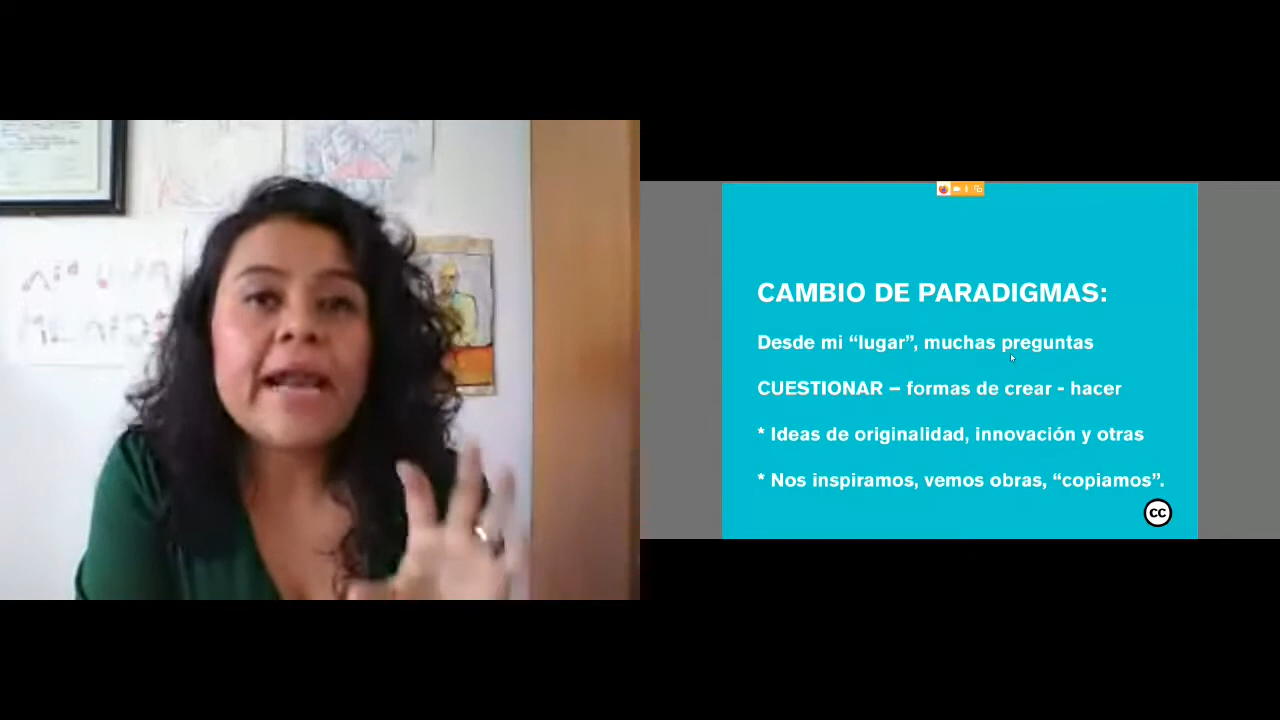 CAMBIO DE PARADIGMAS:
Desde mi “lugar”, muchas preguntas
CUESTIONAR – formas de crear - hacer
* Ideas de originalidad, innovación y otras
* Nos inspiramos, vemos obras, “copiamos”.
cc